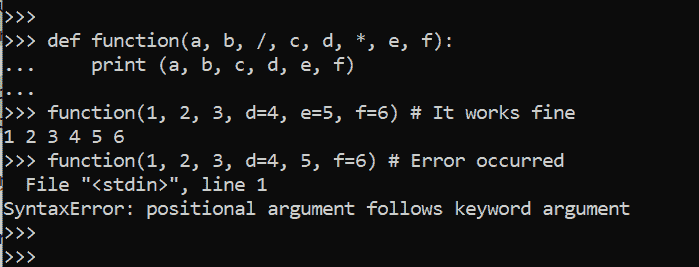 >>>
>>> def function(a, b, /, c, d, *, e, f):
...     print (a, b, c, d, e, f)
...
>>> function(1, 2, 3, d=4, e=5, f=6) # It works fine
1 2 3 4 5 6
>>> function(1, 2, 3, d=4, 5, f=6) # Error occurred
  File "<stdin>", line 1
SyntaxError: positional argument follows keyword argument
>>>
>>>